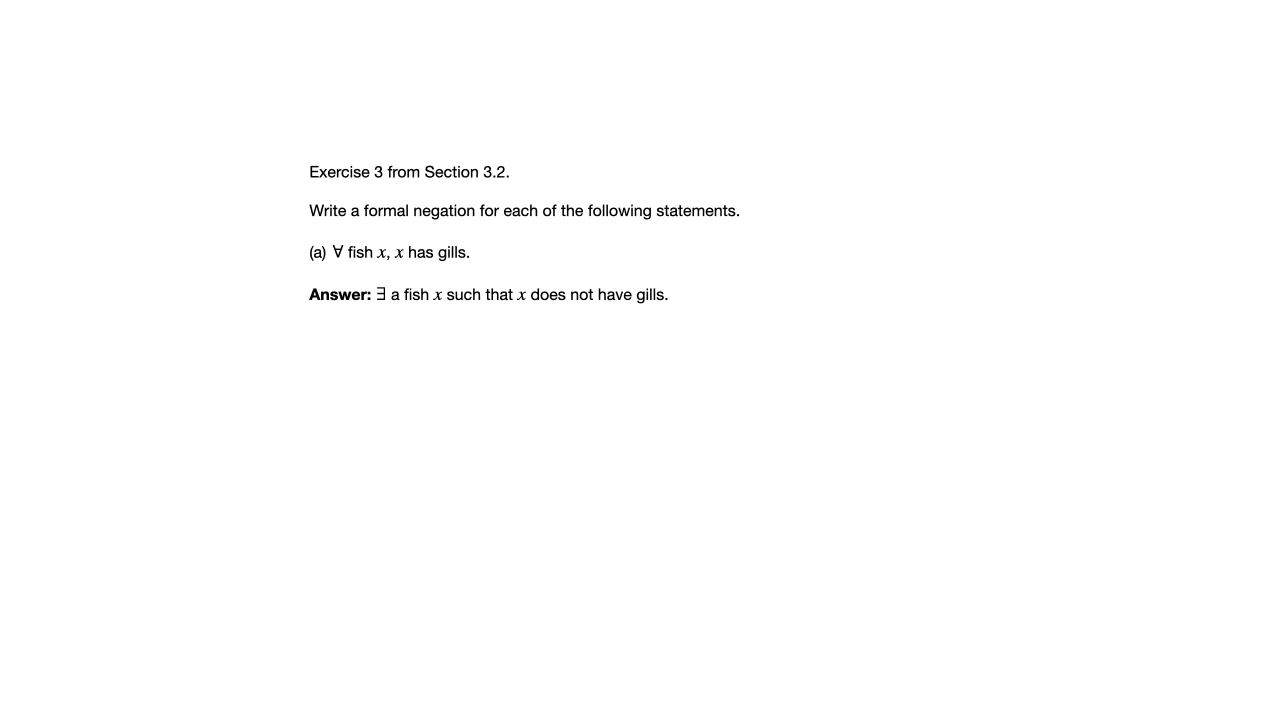 Exercise 3 from Section 3.2.
Write a formal negation for each of the following statements.
(a) ∀ fish x, x has gills.
Answer: ∃ a fish x such that x does not have gills.